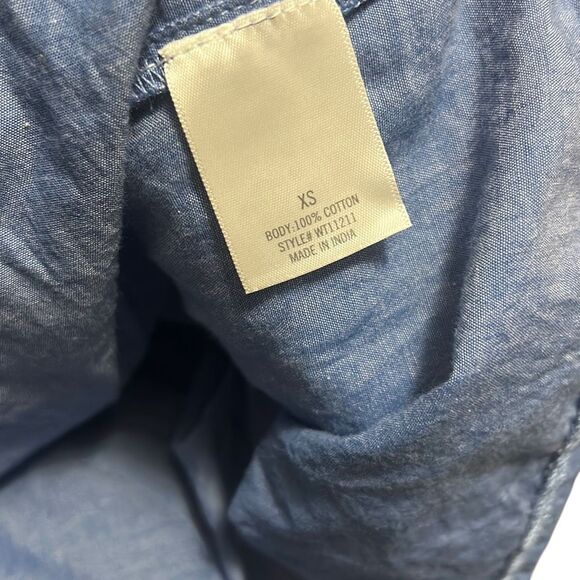 XS
BODY:100% COTTON
STYLE# WT11211
MADE IN INDIA